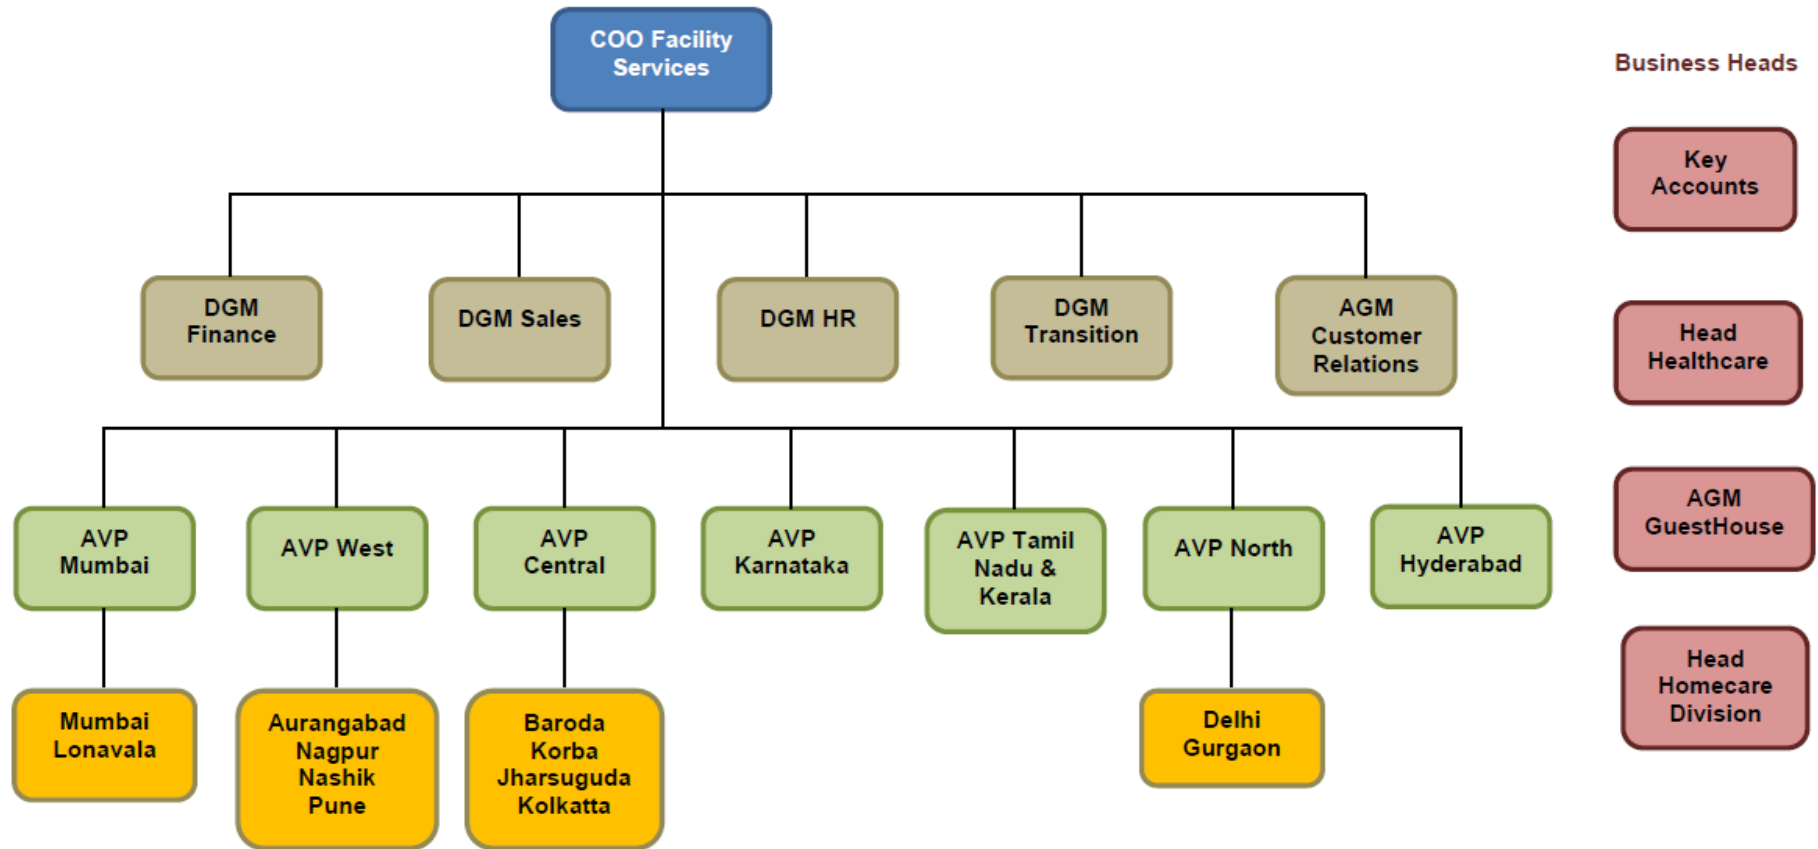 COO Facility
Services
Business Heads
Key
Accounts
DGM
Finance
DGM Sales
DGM HR
DGM
Transition
AGM
Customer
Relations
Head
Healthcare
AVP
Mumbai
AVP West
AVP
Central
AVP
Karnataka
AVP Tamil
Nadu &
Kerala
AVP North
AVP
Hyderabad
AGM
GuestHouse
Mumbai
Lonavala
Aurangabad
Nagpur
Nashik
Pune
Baroda
Korba
Jharsuguda
Kolkatta
Delhi
Gurgaon
Head
Homecare
Division